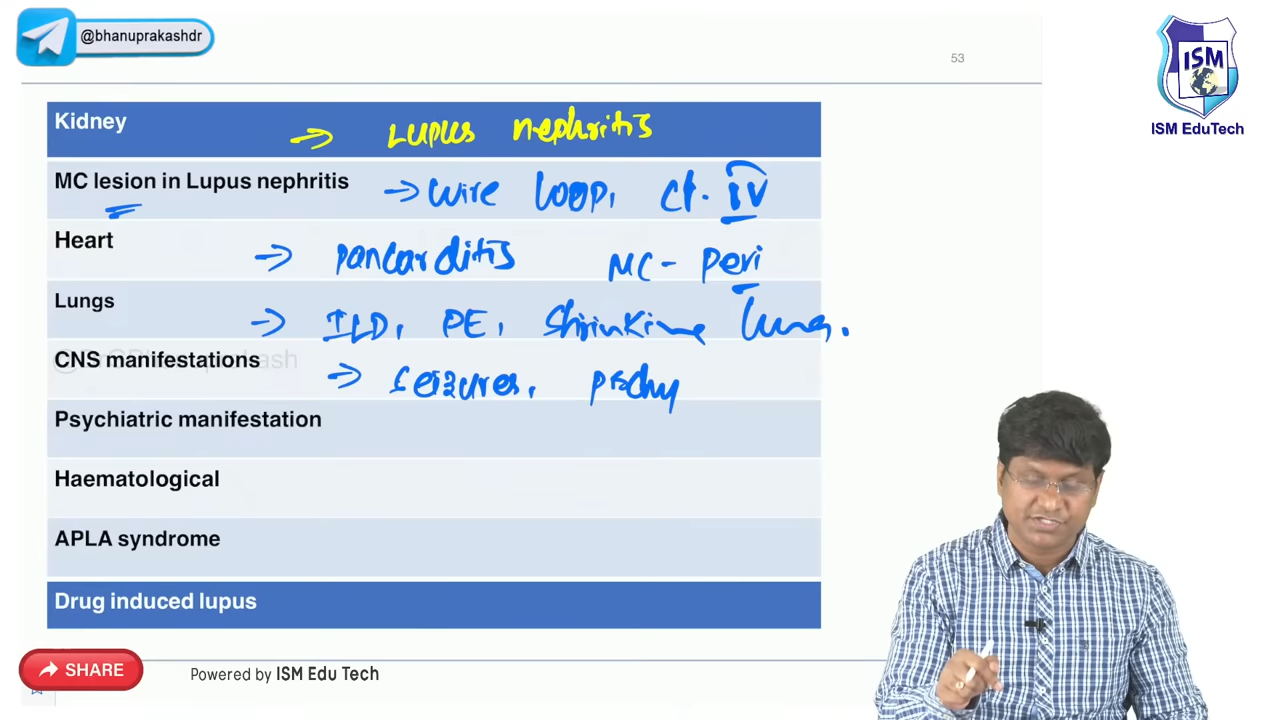 @bhanuprakashdr
53
ISM
ISM EduTech
Kidney → Lupus nephritis
MC lesion in Lupus nephritis → wire loop, cl. IV
Heart → pancarditis MC - peri
Lungs → ILD, PE, Shrinking lung.
CNS manifestations → seizures, psychy
Psychiatric manifestation
Haematological
APLA syndrome
Drug induced lupus
SHARE
Powered by ISM Edu Tech